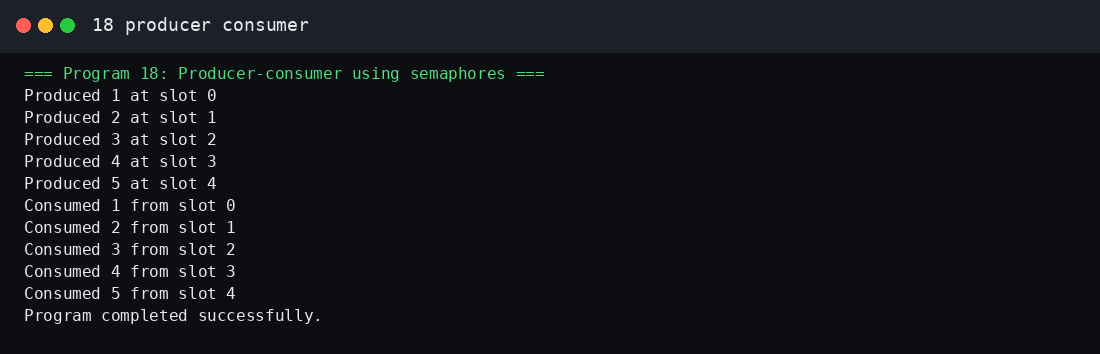 18 producer consumer
=== Program 18: Producer-consumer using semaphores ===
Produced 1 at slot 0
Produced 2 at slot 1
Produced 3 at slot 2
Produced 4 at slot 3
Produced 5 at slot 4
Consumed 1 from slot 0
Consumed 2 from slot 1
Consumed 3 from slot 2
Consumed 4 from slot 3
Consumed 5 from slot 4
Program completed successfully.